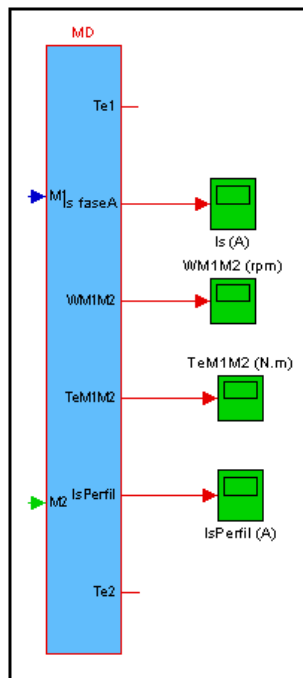 MD
Te1
M1
Is faseA
Is (A)
WM1M2 (rpm)
WM1M2
TeM1M2 (N.m)
TeM1M2
IsPerfil
M2
IsPerfil (A)
Te2